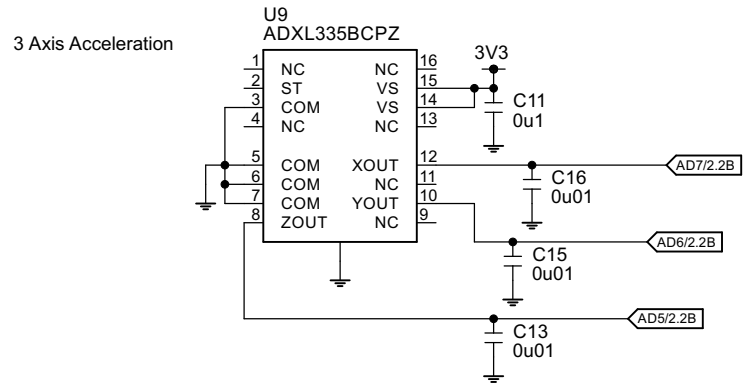 U9
ADXL335BCPZ
3 Axis Acceleration
3V3
1 NC NC 16
2 ST VS 15
3 COM VS 14
4 NC NC 13
C11
0u1
5 COM XOUT 12
6 COM NC 11
7 COM YOUT 10
8 ZOUT NC 9
AD7/2.2B
C16
0u01
AD6/2.2B
C15
0u01
AD5/2.2B
C13
0u01